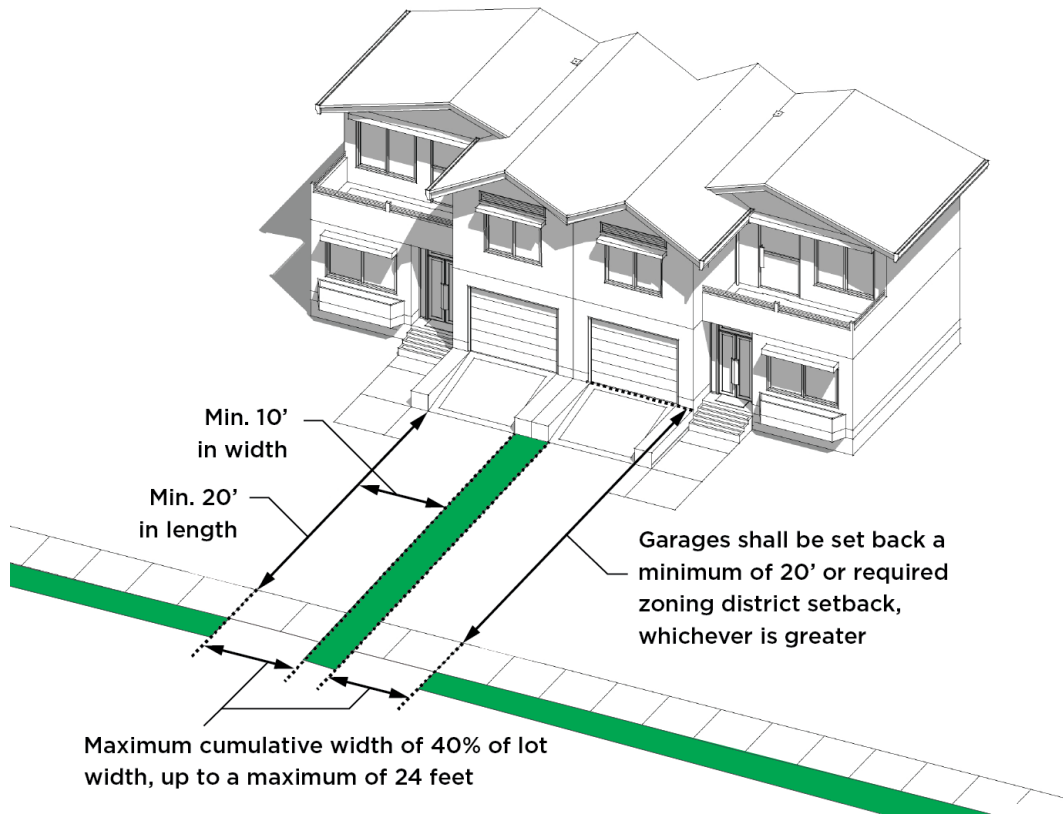 Min. 10’
in width
Min. 20’
in length
Garages shall be set back a
minimum of 20’ or required
zoning district setback,
whichever is greater
Maximum cumulative width of 40% of lot
width, up to a maximum of 24 feet